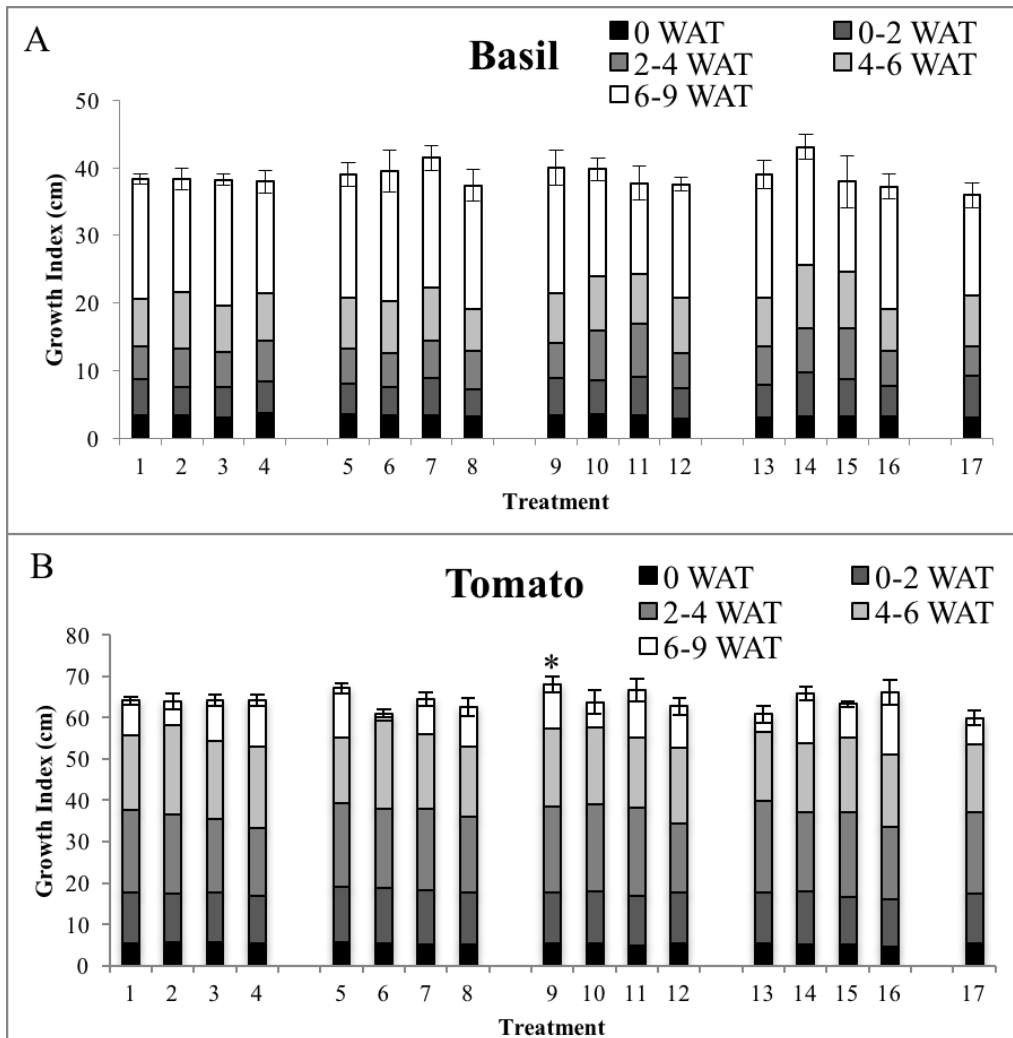 A
Basil
0 WAT 0-2 WAT
2-4 WAT 4-6 WAT
6-9 WAT
Growth Index (cm)
50
40
30
20
10
0
1 2 3 4 5 6 7 8 9 10 11 12 13 14 15 16 17
Treatment
B
Tomato
0 WAT 0-2 WAT
2-4 WAT 4-6 WAT
6-9 WAT
Growth Index (cm)
80
70
60
50
40
30
20
10
0
*
1 2 3 4 5 6 7 8 9 10 11 12 13 14 15 16 17
Treatment